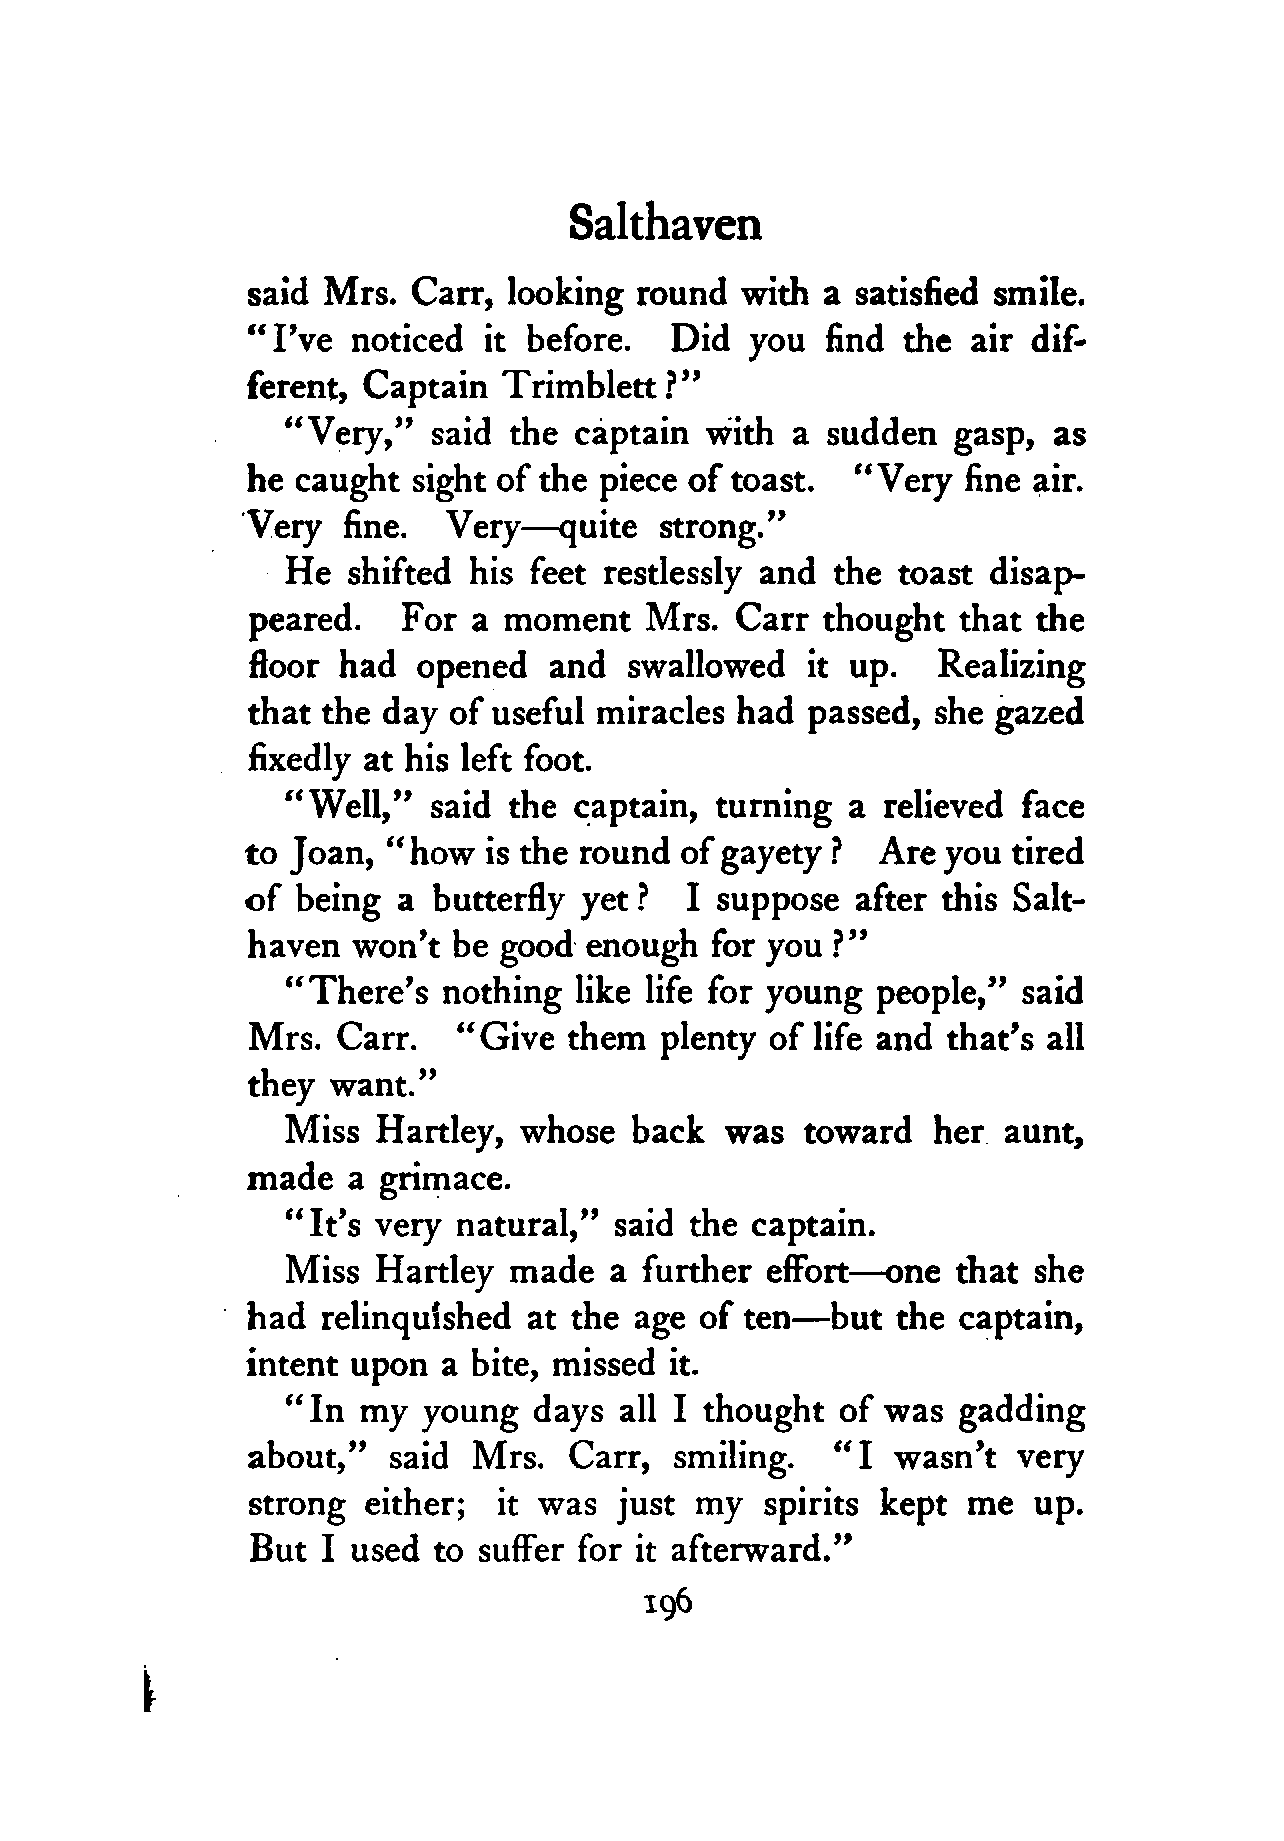 Salthaven
said Mrs. Carr, looking round with a satisfied smile.
“I’ve noticed it before. Did you find the air dif-
ferent, Captain Trimblett?”
“Very,” said the captain with a sudden gasp, as
he caught sight of the piece of toast. “Very fine air.
Very fine. Very—quite strong.”
He shifted his feet restlessly and the toast disap-
peared. For a moment Mrs. Carr thought that the
floor had opened and swallowed it up. Realizing
that the day of useful miracles had passed, she gazed
fixedly at his left foot.
“Well,” said the captain, turning a relieved face
to Joan, “how is the round of gayety? Are you tired
of being a butterfly yet? I suppose after this Salt-
haven won’t be good enough for you?”
“There’s nothing like life for young people,” said
Mrs. Carr. “Give them plenty of life and that’s all
they want.”
Miss Hartley, whose back was toward her aunt,
made a grimace.
“It’s very natural,” said the captain.
Miss Hartley made a further effort—one that she
had relinquished at the age of ten—but the captain,
intent upon a bite, missed it.
“In my young days all I thought of was gadding
about,” said Mrs. Carr, smiling. “I wasn’t very
strong either; it was just my spirits kept me up.
But I used to suffer for it afterward.”
196